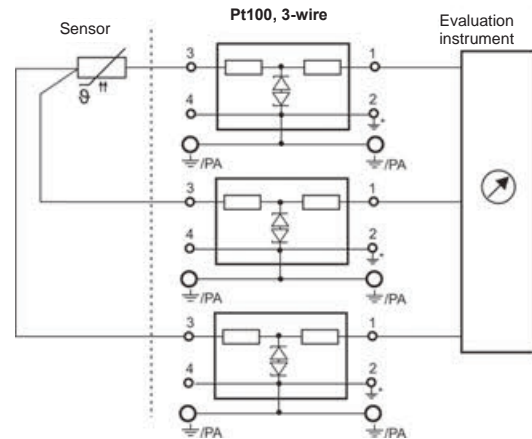 Pt100, 3-wire
Sensor
Evaluation
instrument
3
1
ϑ
4
2
*
/PA
/PA
3
1
4
2
*
/PA
/PA
3
1
4
2
*
/PA
/PA